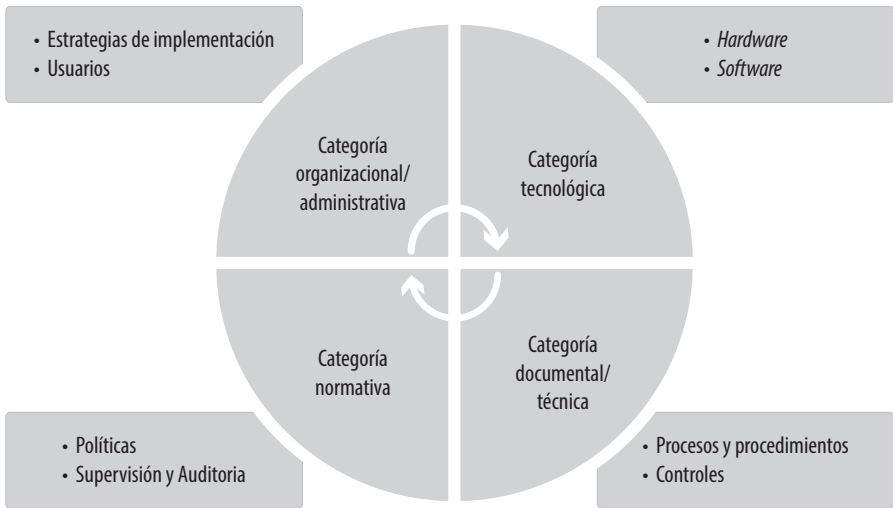 • Estrategias de implementación
• Usuarios
• Hardware
• Software
Categoría
organizacional/
administrativa
Categoría
tecnológica
Categoría
normativa
Categoría
documental/
técnica
• Políticas
• Supervisión y Auditoria
• Procesos y procedimientos
• Controles